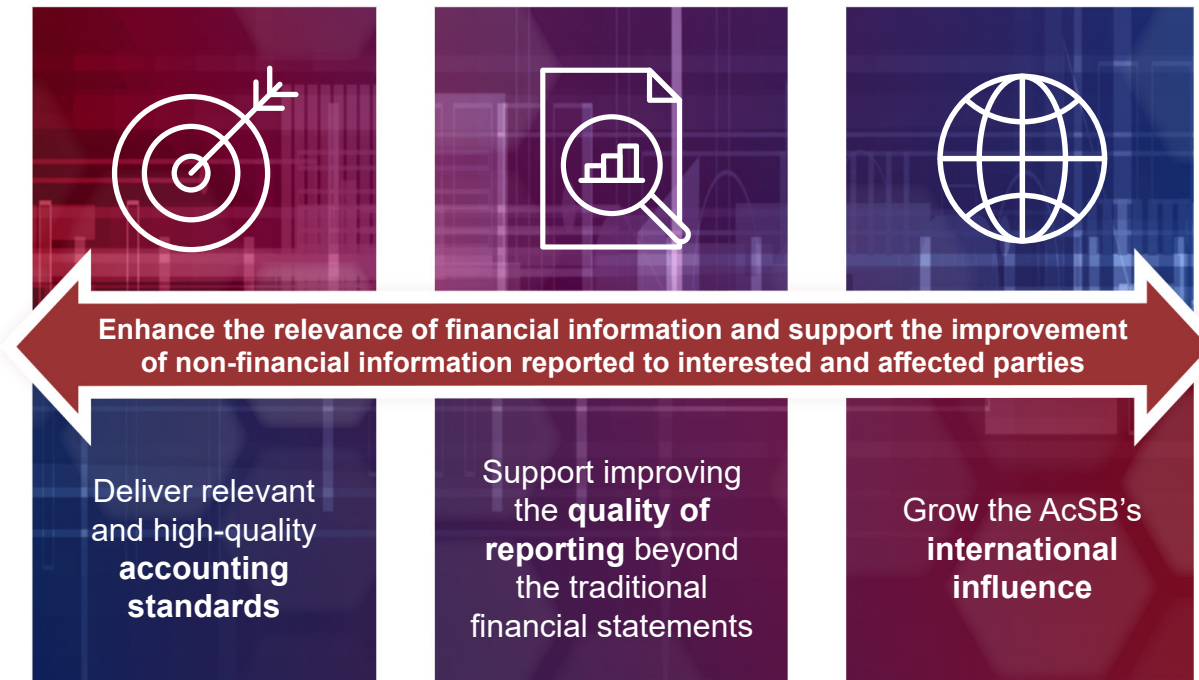 Enhance the relevance of financial information and support the improvement
of non-financial information reported to interested and affected parties
Deliver relevant
and high-quality
accounting
standards
Support improving
the quality of
reporting beyond
the traditional
financial statements
Grow the AcSB’s
international
influence